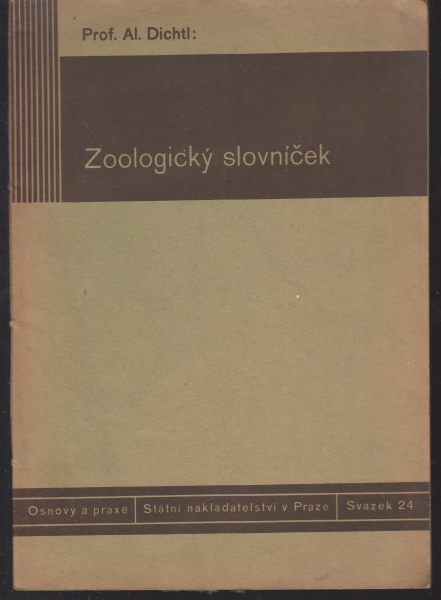 Prof. Al. Dichtl:
Zoologický slovníček
Osnovy a praxe Státní nakladatelství v Praze Svazek 24